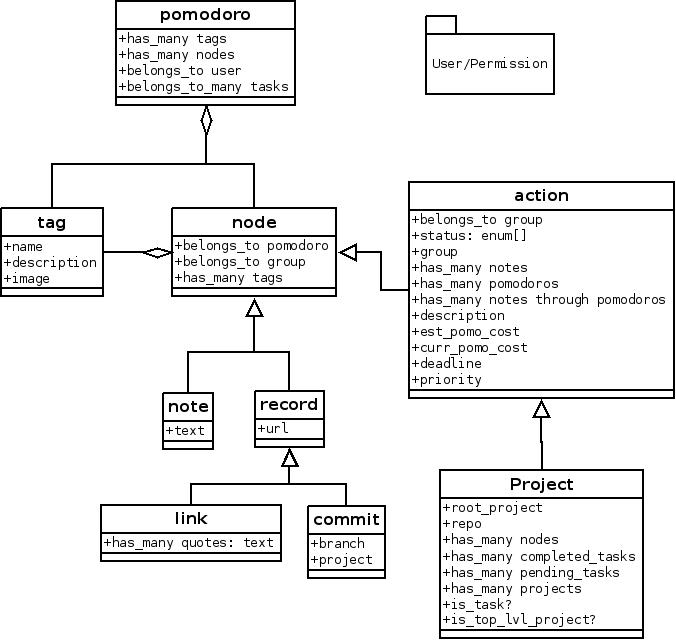 pomodoro
+has_many tags
+has_many nodes
+belongs_to user
+belongs_to_many tasks
User/Permission
tag
+name
+description
+image
node
+belongs_to pomodoro
+belongs_to group
+has_many tags
action
+belongs_to group
+status: enum[]
+group
+has_many notes
+has_many pomodoros
+has_many notes through pomodoros
+description
+est_pomo_cost
+curr_pomo_cost
+deadline
+priority
note
+text
record
+url
link
+has_many quotes: text
commit
+branch
+project
Project
+root_project
+repo
+has_many nodes
+has_many completed_tasks
+has_many pending_tasks
+has_many projects
+is_task?
+is_top_lvl_project?